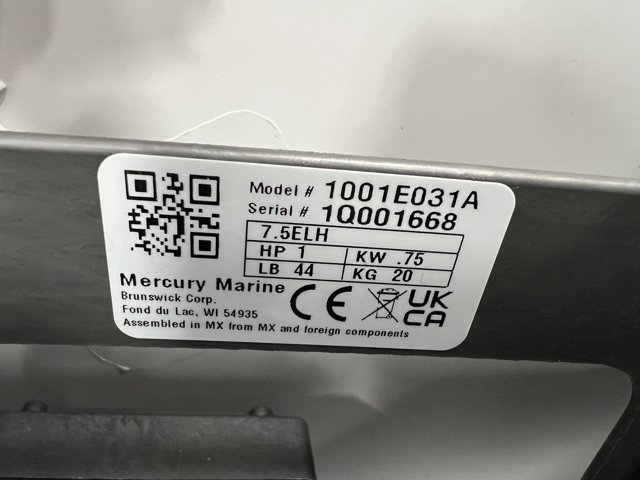 Model # 1001E031A
Serial # 1Q001668
7.5ELH
HP 1 KW .75
LB 44 KG 20
Mercury Marine
Brunswick Corp.
Fond du Lac, WI 54935
Assembled in MX from MX and foreign components
CE
UK
CA